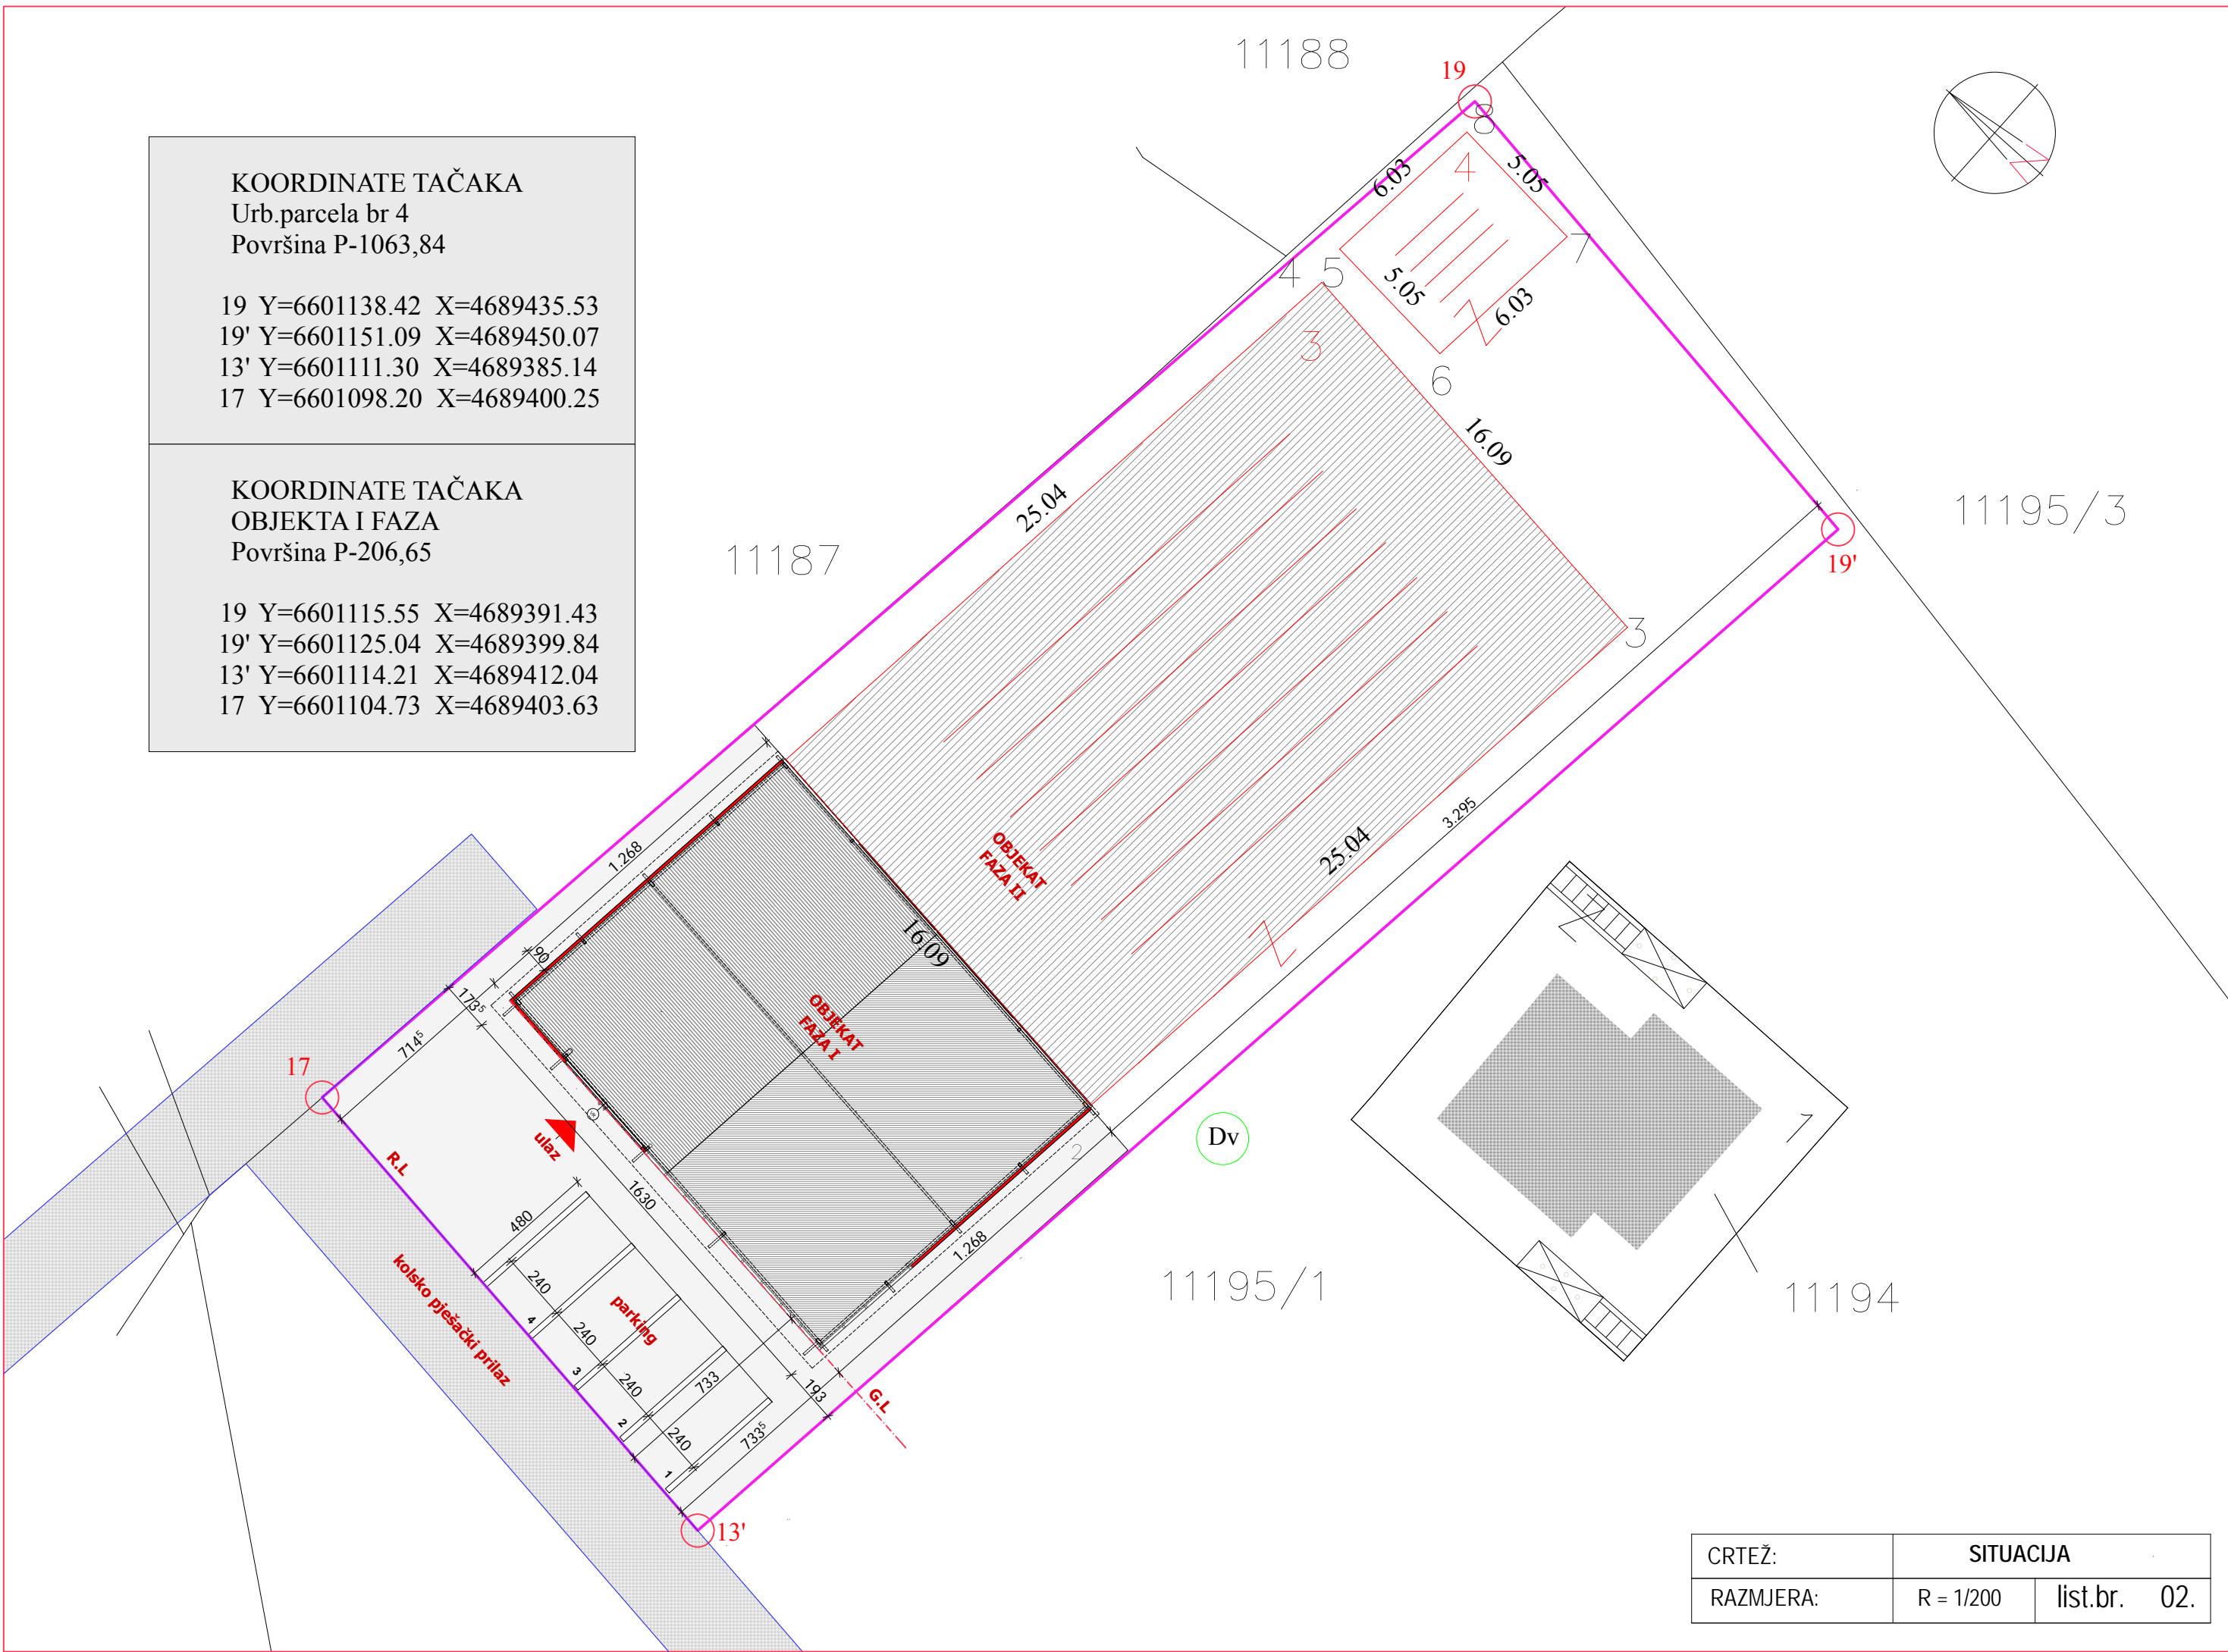 KOORDINATE TAČAKA
Urb.parcela br 4
Površina P-1063,84
19 Y=6601138.42 X=4689435.53
19' Y=6601151.09 X=4689450.07
13' Y=6601111.30 X=4689385.14
17 Y=6601098.20 X=4689400.25
KOORDINATE TAČAKA
OBJEKTA I FAZA
Površina P-206,65
19 Y=6601115.55 X=4689391.43
19' Y=6601125.04 X=4689399.84
13' Y=6601114.21 X=4689412.04
17 Y=6601104.73 X=4689403.63
11188
19
8
4
6.03
5.05
7
4 5
5.05
6.03
3
6
16.09
25.04
11187
11195/3
19'
3
3.295
25.04
OBJEKAT
FAZA II
1.268
16.09
90
OBJEKAT
FAZA I
173⁵
714⁵
17
R.L
ulaz
1630
480
240
240
240
240
4
3
2
1
parking
kolsko pješački prilaz
733
733⁵
193
G.L
1.268
2
13'
Dv
11195/1
1
11194
CRTEŽ: SITUACIJA
RAZMJERA: R = 1/200 list.br. 02.